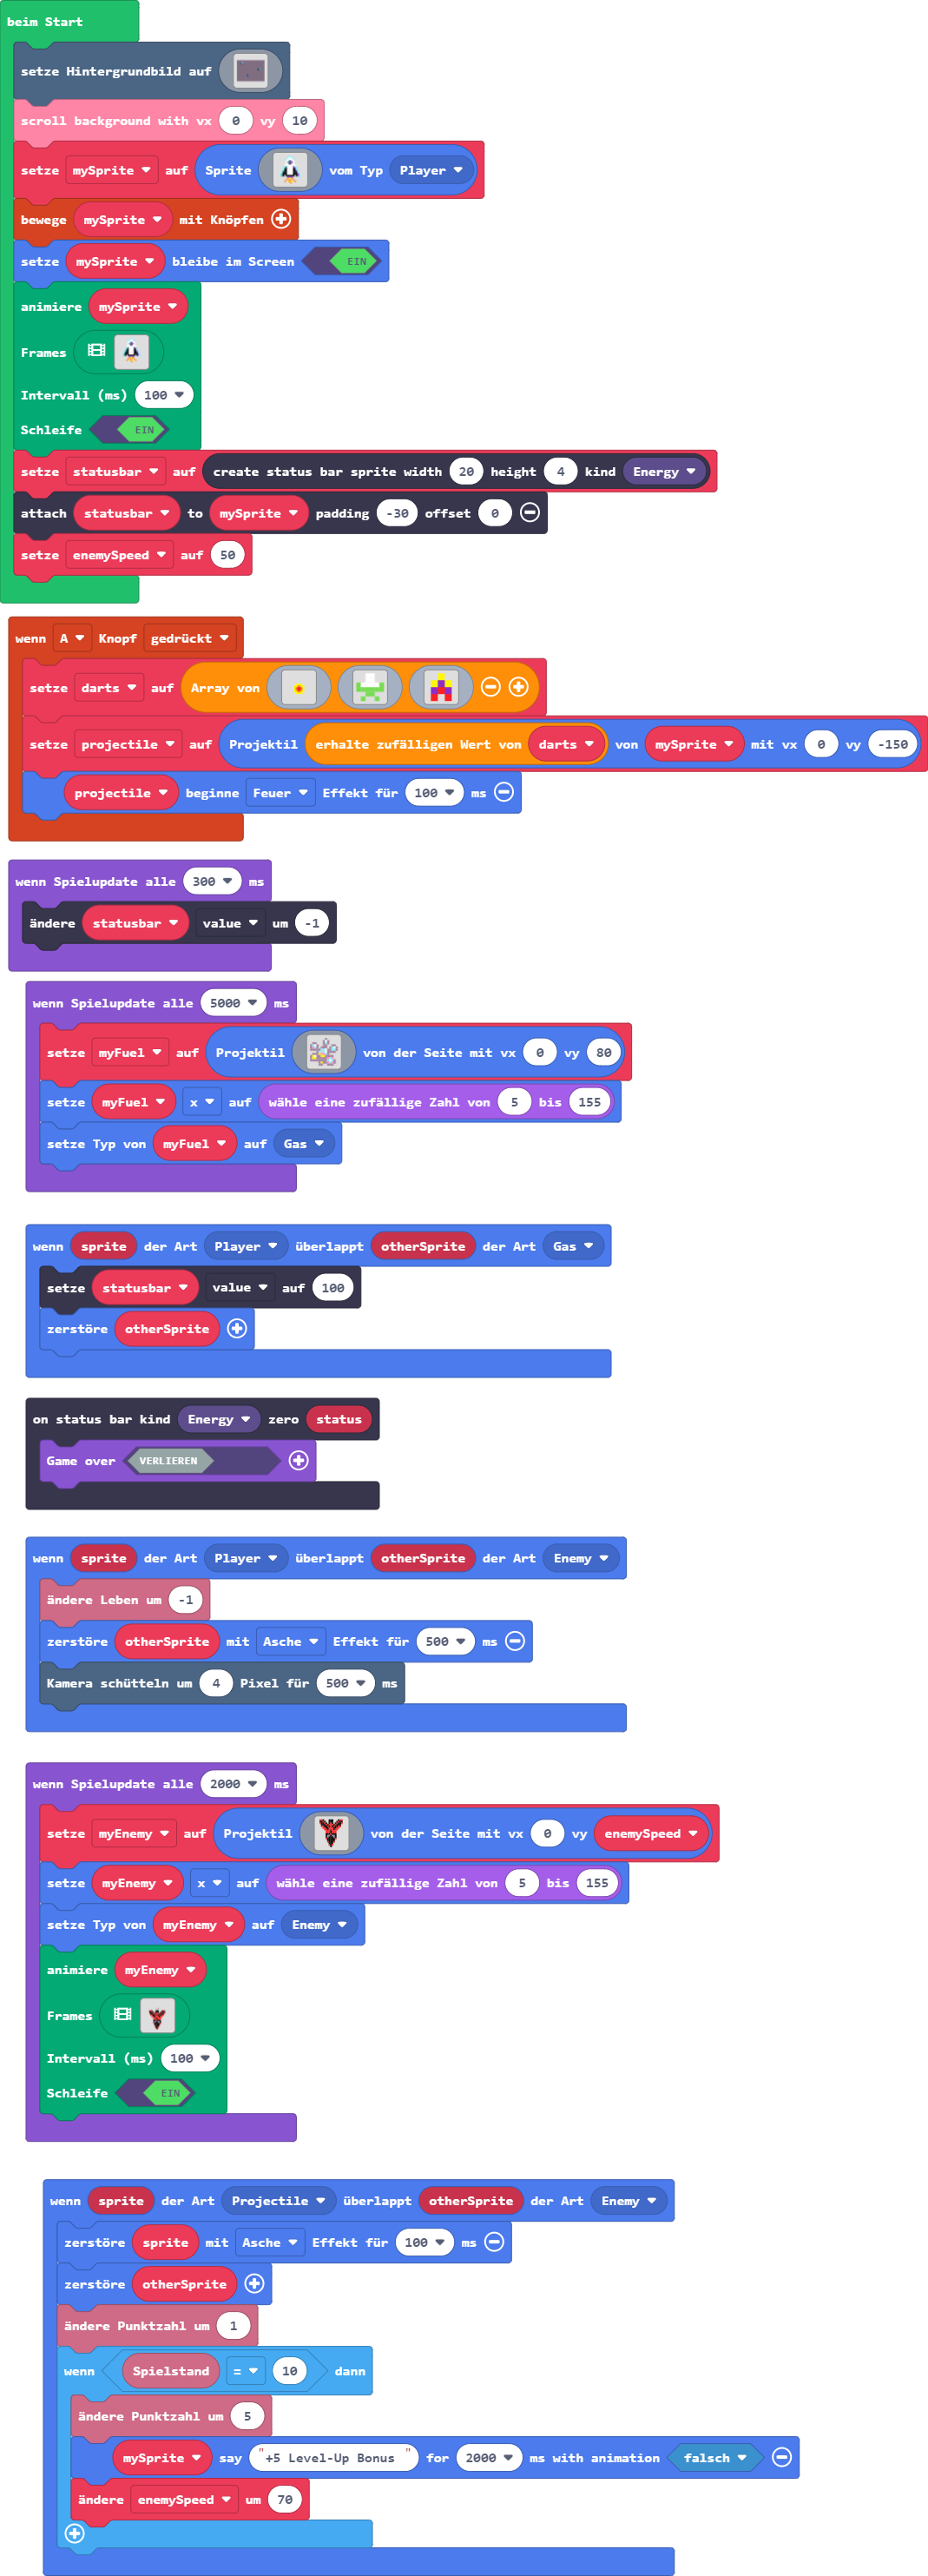 beim Start
setze Hintergrundbild auf
scroll background with vx 0 vy 10
setze mySprite auf Sprite vom Typ Player
bewege mySprite mit Knöpfen
setze mySprite bleibe im Screen EIN
animiere mySprite
Frames
Intervall (ms) 100
Schleife EIN
setze statusbar auf create status bar sprite width 20 height 4 kind Energy
attach statusbar to mySprite padding -30 offset 0
setze enemySpeed auf 50
wenn A Knopf gedrückt
setze darts auf Array von
setze projectile auf Projektil erhalte zufälligen Wert von darts von mySprite mit vx 0 vy -150
projectile beginne Feuer Effekt für 100 ms
wenn Spielupdate alle 300 ms
ändere statusbar value um -1
wenn Spielupdate alle 5000 ms
setze myFuel auf Projektil von der Seite mit vx 0 vy 80
setze myFuel x auf wähle eine zufällige Zahl von 5 bis 155
setze Typ von myFuel auf Gas
wenn sprite der Art Player überlappt otherSprite der Art Gas
setze statusbar value auf 100
zerstöre otherSprite
on status bar kind Energy zero status
Game over VERLIEREN
wenn sprite der Art Player überlappt otherSprite der Art Enemy
ändere Leben um -1
zerstöre otherSprite mit Asche Effekt für 500 ms
Kamera schütteln um 4 Pixel für 500 ms
wenn Spielupdate alle 2000 ms
setze myEnemy auf Projektil von der Seite mit vx 0 vy enemySpeed
setze myEnemy x auf wähle eine zufällige Zahl von 5 bis 155
setze Typ von myEnemy auf Enemy
animiere myEnemy
Frames
Intervall (ms) 100
Schleife EIN
wenn sprite der Art Projectile überlappt otherSprite der Art Enemy
zerstöre sprite mit Asche Effekt für 100 ms
zerstöre otherSprite
ändere Punktzahl um 1
wenn Spielstand = 10 dann
ändere Punktzahl um 5
mySprite say "+5 Level-Up Bonus " for 2000 ms with animation falsch
ändere enemySpeed um 70